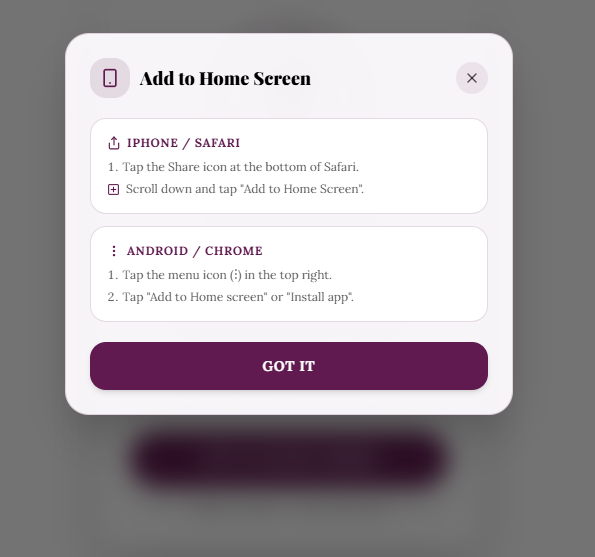 Add to Home Screen
IPHONE / SAFARI
1. Tap the Share icon at the bottom of Safari.
Scroll down and tap "Add to Home Screen".
ANDROID / CHROME
1. Tap the menu icon (⋮) in the top right.
2. Tap "Add to Home screen" or "Install app".
GOT IT